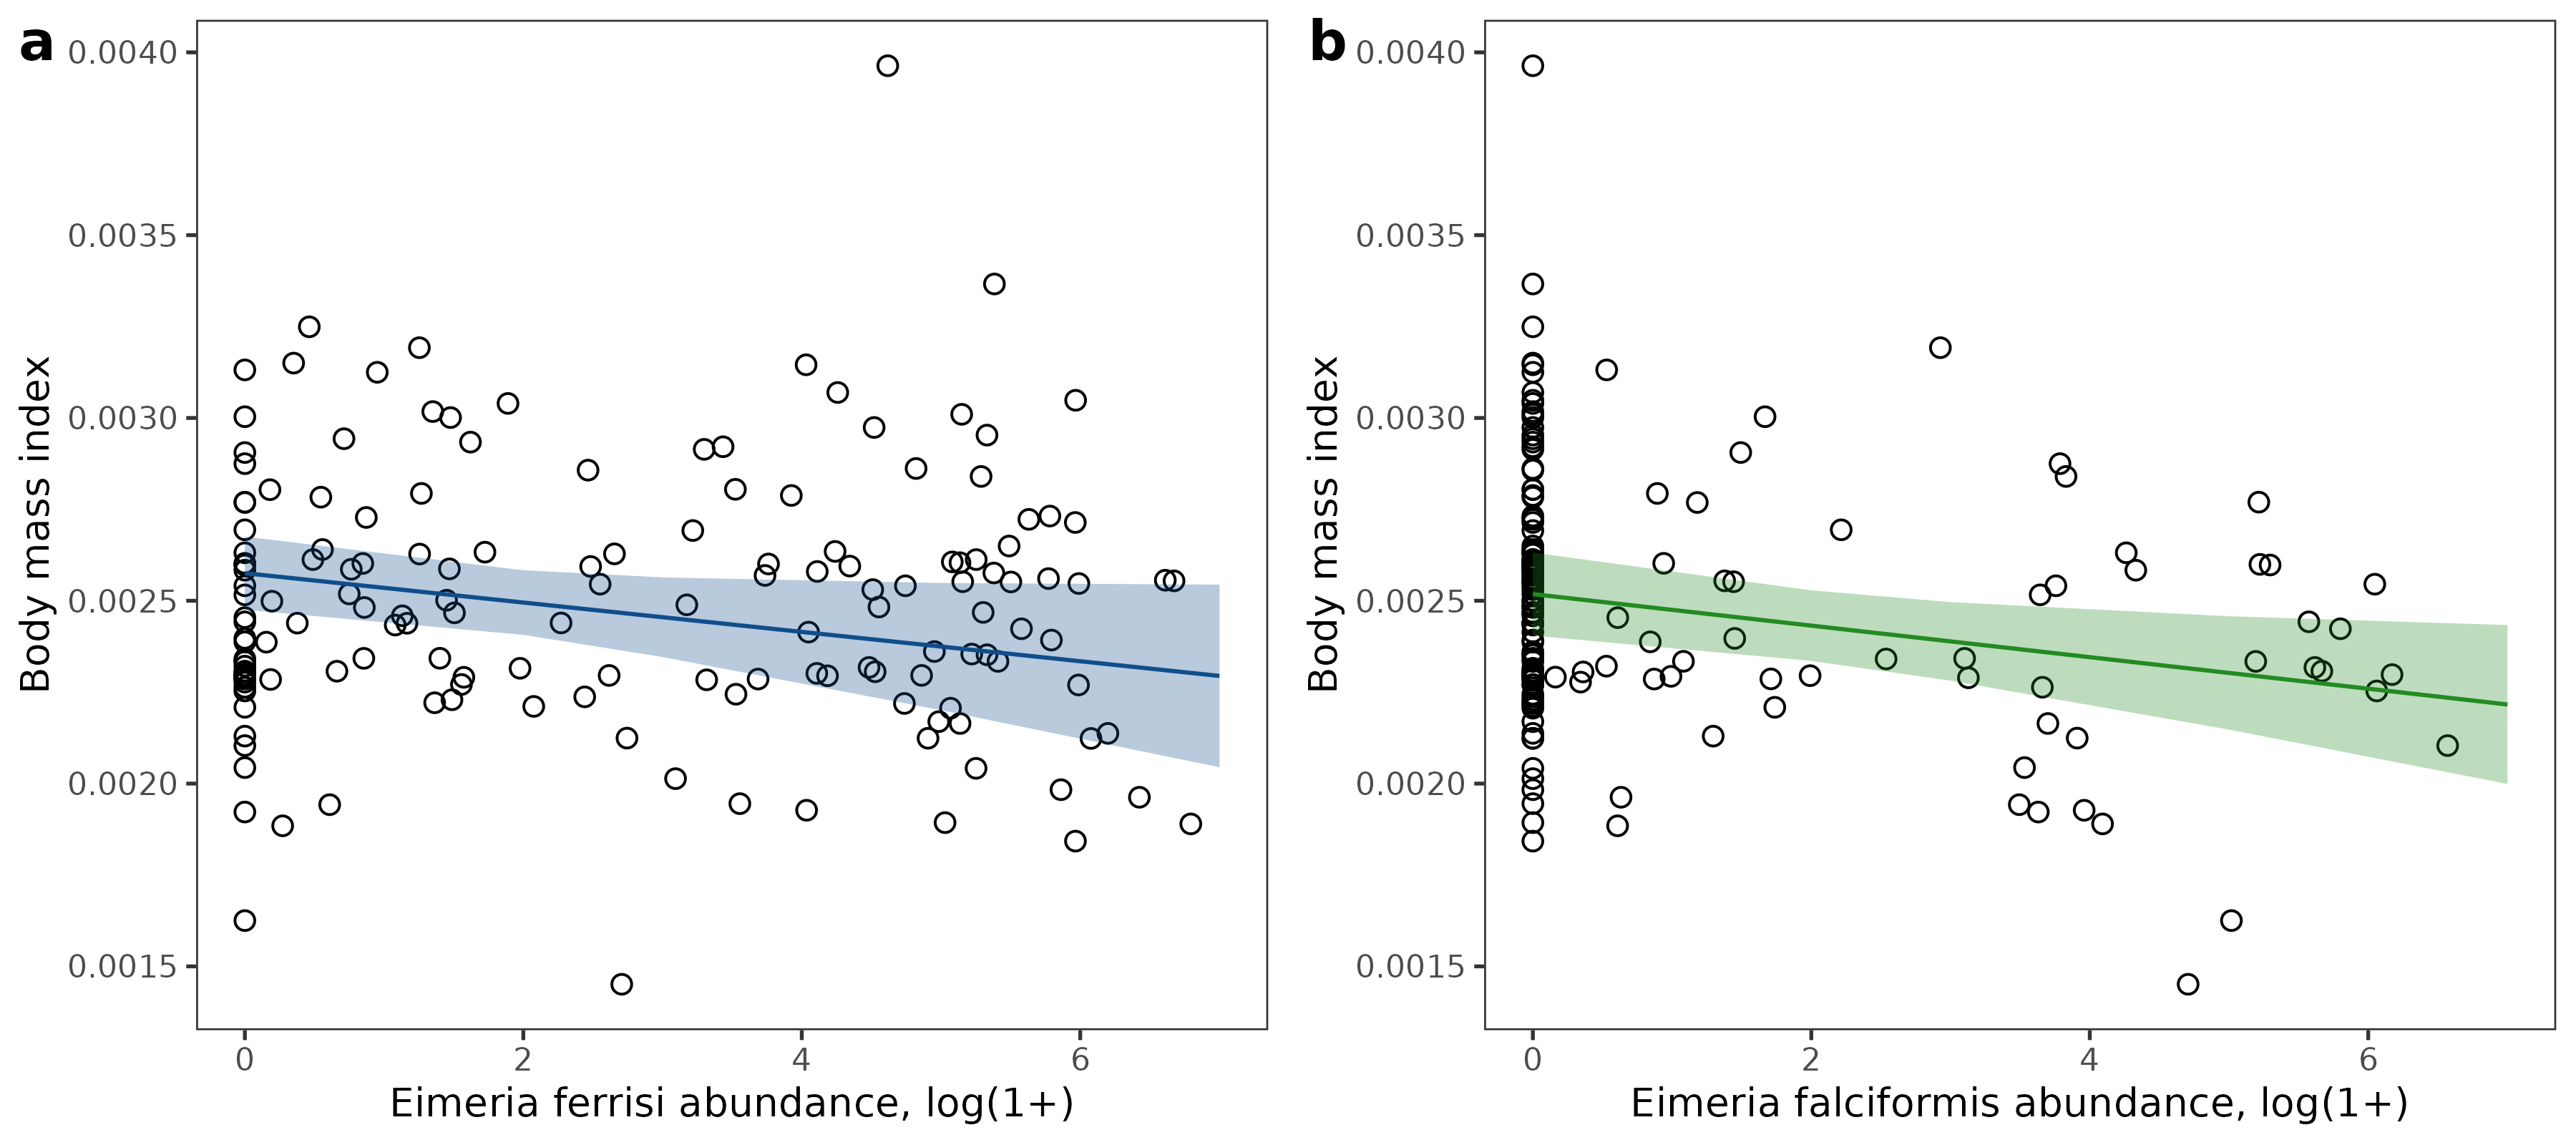 a
0.0040
0.0035
0.0030
0.0025
0.0020
0.0015
Body mass index
0 2 4 6
Eimeria ferrisi abundance, log(1+)
b
0.0040
0.0035
0.0030
0.0025
0.0020
0.0015
Body mass index
0 2 4 6
Eimeria falciformis abundance, log(1+)